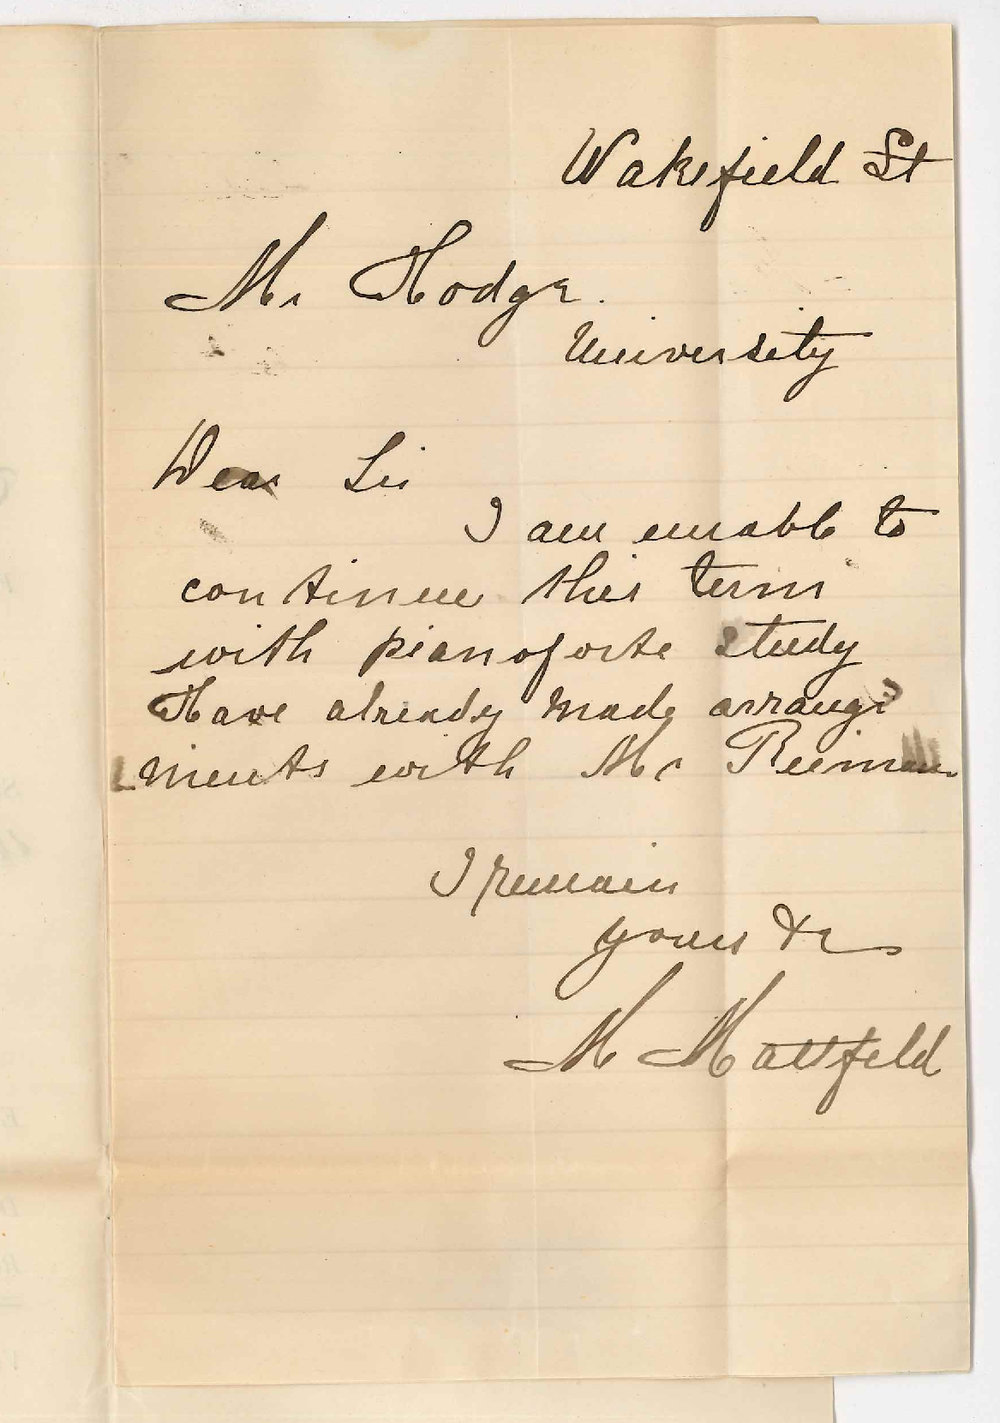 Wakefield St
Mr Hodge.
University
Dear Sir
I am unable to
continue this term
with pianoforte study
Have already made arrange
ments with Mr Reiman
I remain
yours &c
M Mattfeld